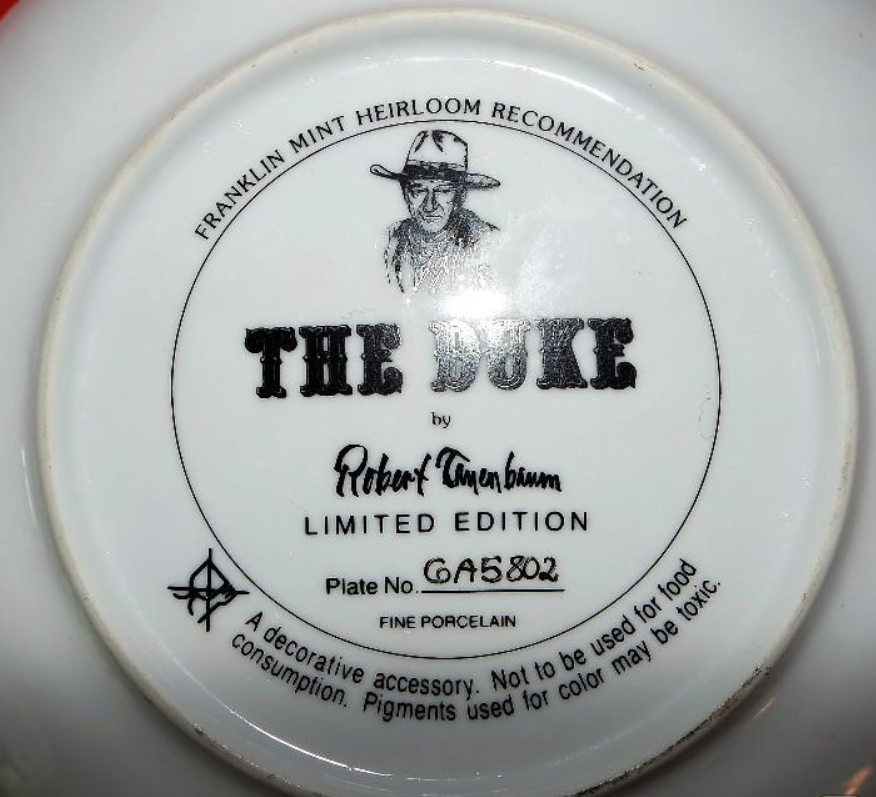 FRANKLIN MINT HEIRLOOM RECOMMENDATION
THE DUKE
by
Robert Tanenbaum
LIMITED EDITION
Plate No. GA5802
FINE PORCELAIN
A decorative accessory. Not to be used for food
consumption. Pigments used for color may be toxic.